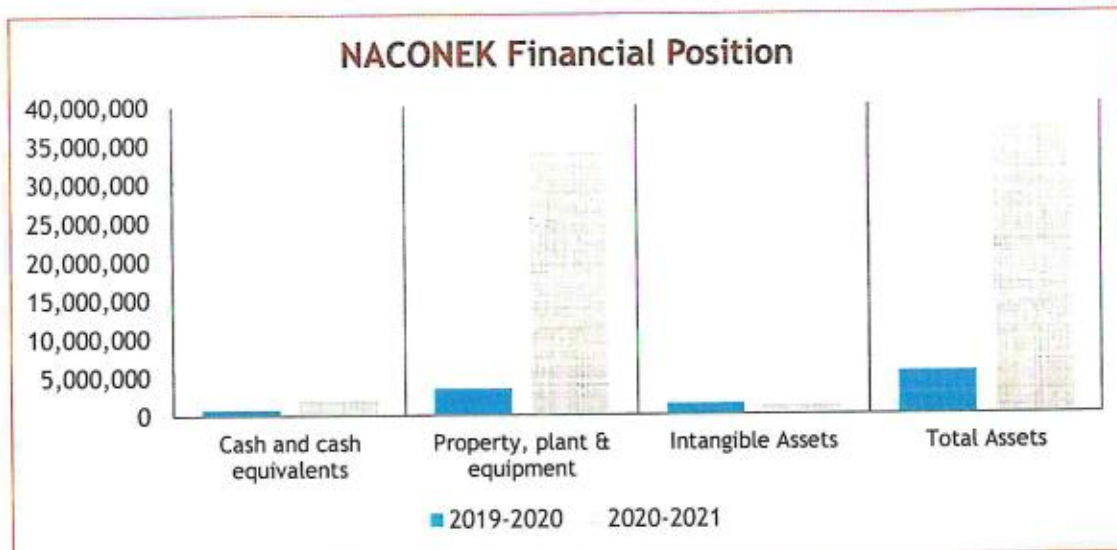 NACONEK Financial Position
40,000,000
35,000,000
30,000,000
25,000,000
20,000,000
15,000,000
10,000,000
5,000,000
0
Cash and cash
equivalents
Property, plant &
equipment
Intangible Assets
Total Assets
2019-2020
2020-2021